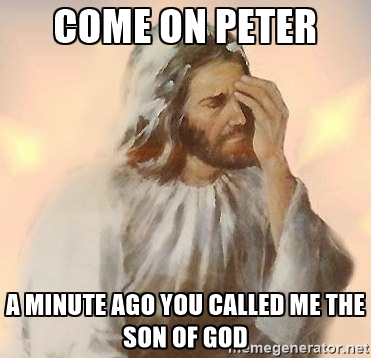 COME ON PETER
A MINUTE AGO YOU CALLED ME THE
SON OF GOD
memegenerator.net